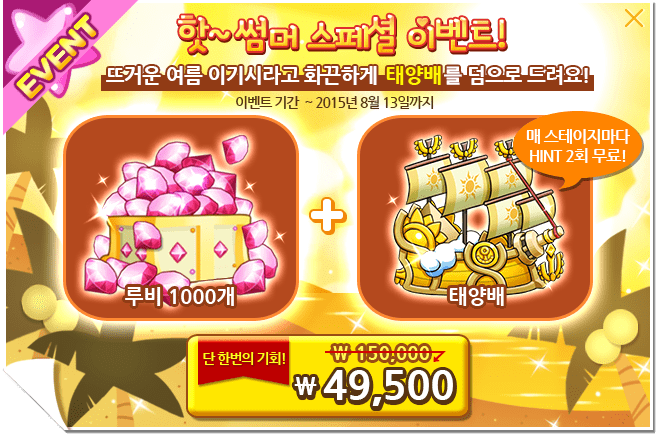 EVENT
핫~썸머 스페셜 이벤트!
뜨거운 여름 이기시라고 화끈하게 태양배를 덤으로 드려요!
이벤트 기간 ~ 2015년 8월 13일까지
매 스테이지마다
HINT 2회 무료!
+
루비 1000개
태양배
단 한번의 기회!
₩ 150,000
₩ 49,500